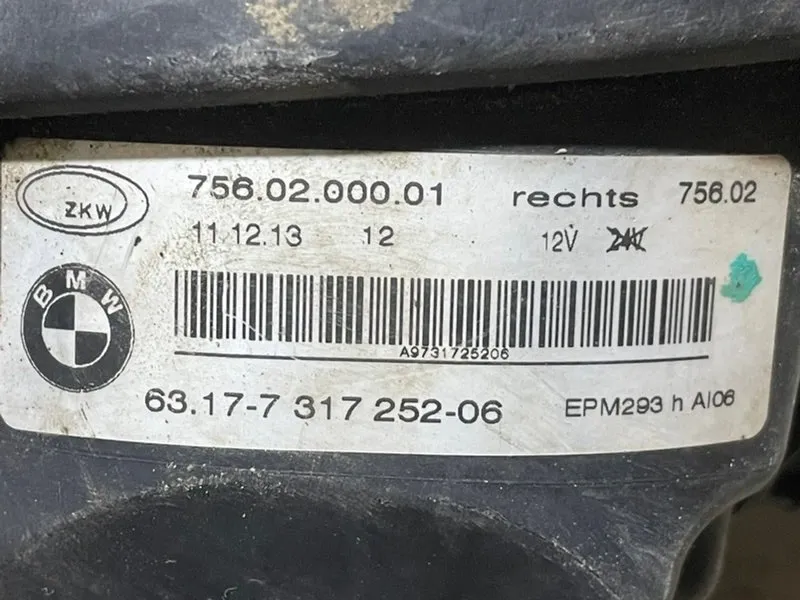 ZKW
756.02.000.01 rechts 756.02
11.12.13 12 12V 24V
BMW
A9731725206
63.17-7 317 252-06 EPM293 h AI06